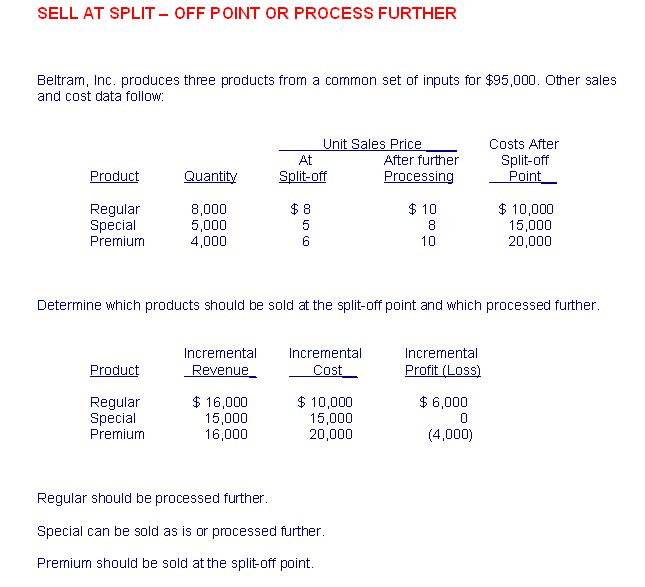 SELL AT SPLIT – OFF POINT OR PROCESS FURTHER
Beltram, Inc. produces three products from a common set of inputs for $95,000. Other sales
and cost data follow:
Unit Sales Price Costs After
At After further Split-off
Product Quantity Split-off Processing Point
Regular 8,000 $ 8 $ 10 $ 10,000
Special 5,000 5 8 15,000
Premium 4,000 6 10 20,000
Determine which products should be sold at the split-off point and which processed further.
Incremental Incremental Incremental
Product Revenue Cost Profit (Loss)
Regular $ 16,000 $ 10,000 $ 6,000
Special 15,000 15,000 0
Premium 16,000 20,000 (4,000)
Regular should be processed further.
Special can be sold as is or processed further.
Premium should be sold at the split-off point.